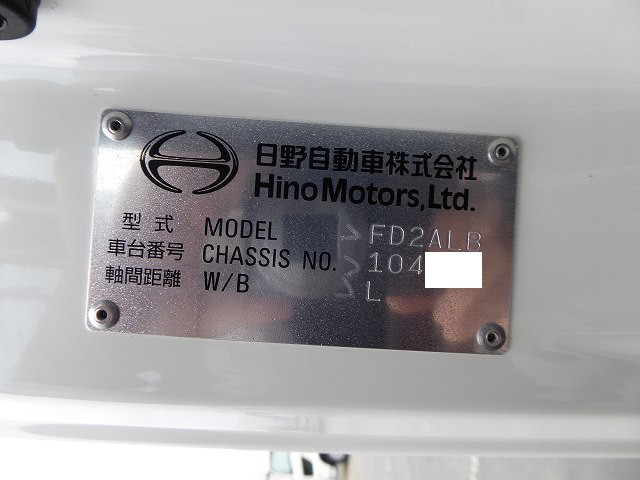 日野自動車株式会社
Hino Motors, Ltd.
型式 MODEL FD2ALB
車台番号 CHASSIS NO. 104
軸間距離 W/B L